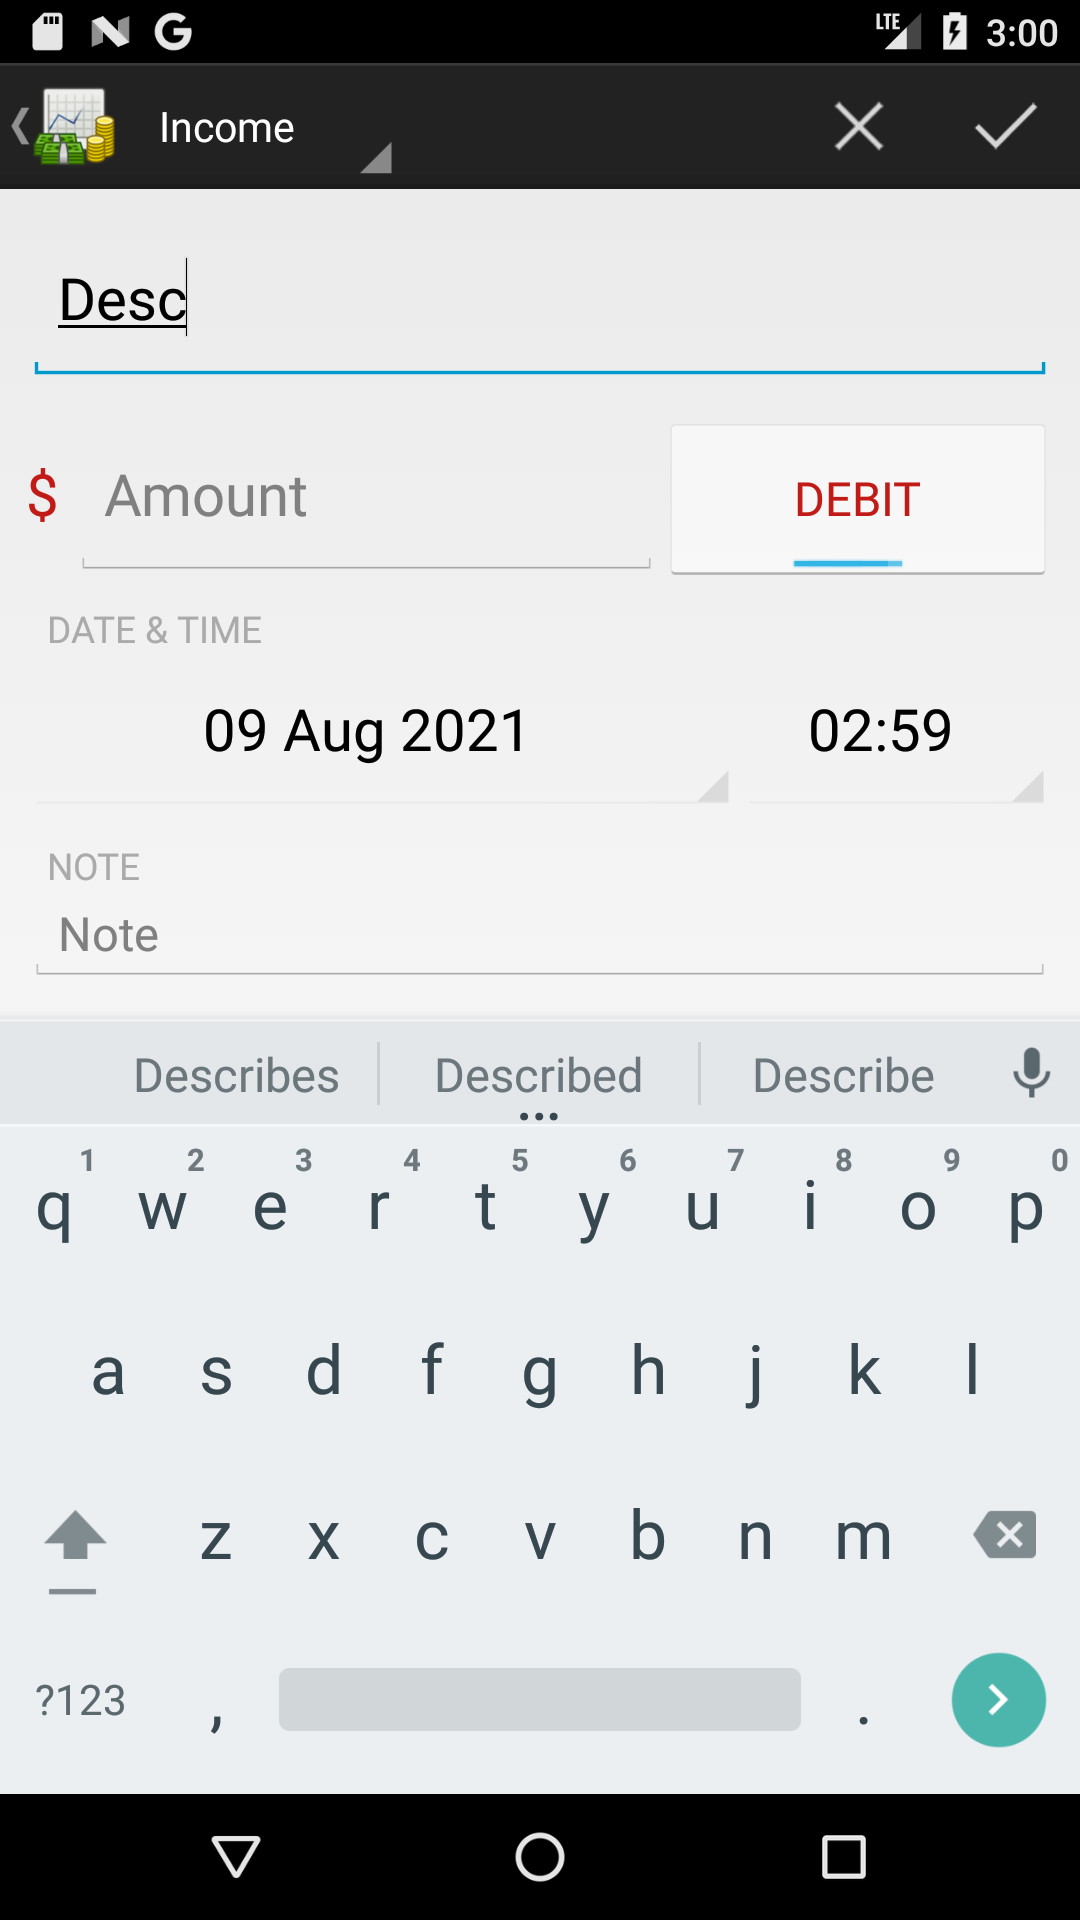 LTE 3:00
Income
Desc
$ Amount DEBIT
DATE & TIME
09 Aug 2021 02:59
NOTE
Note
Describes Described Describe
1 2 3 4 5 6 7 8 9 0
q w e r t y u i o p
a s d f g h j k l
z x c v b n m
?123 , .